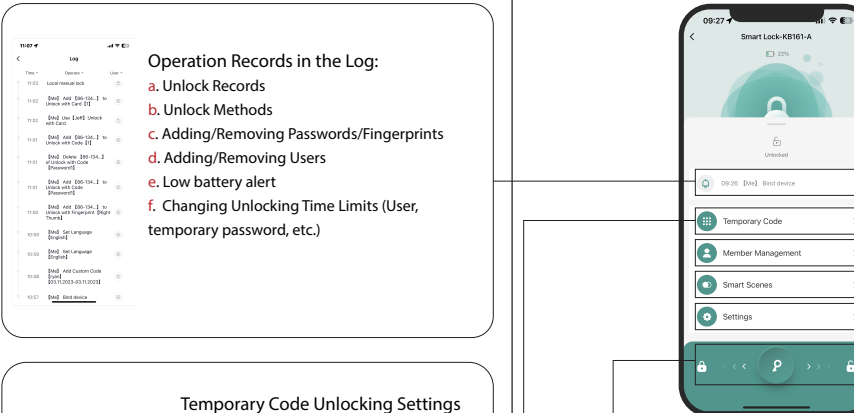 11:07
Log
Time
Operate
User
11:03 Local manual lock
11:02 【Me】 Add 【86-134...】 to
Unlock with Card 【1】
11:02 【Me】 Use 【Jeff】 Unlock
with Card
11:01 【Me】 Add 【86-134...】 to
Unlock with Code 【1】
11:01 【Me】 Delete 【86-134...】
of Unlock with Code
【Password1】
11:01 【Me】 Add 【86-134...】 to
Unlock with Code
【Password1】
11:00 【Me】 Add 【86-134...】 to
Unlock with Fingerprint 【Right
Thumb】
10:59 【Me】 Set Language
【English】
10:59 【Me】 Set Language
【English】
10:58 【Me】 Add Custom Code
【ryan】
【03.11.2023-03.11.2023】
10:57 【Me】 Bind device
Operation Records in the Log:
a. Unlock Records
b. Unlock Methods
c. Adding/Removing Passwords/Fingerprints
d. Adding/Removing Users
e. Low battery alert
f. Changing Unlocking Time Limits (User,
temporary password, etc.)
Temporary Code Unlocking Settings
09:27
Smart Lock-KB161-A
22%
Unlocked
09:26 【Me】 Bind device
Temporary Code
Member Management
Smart Scenes
Settings